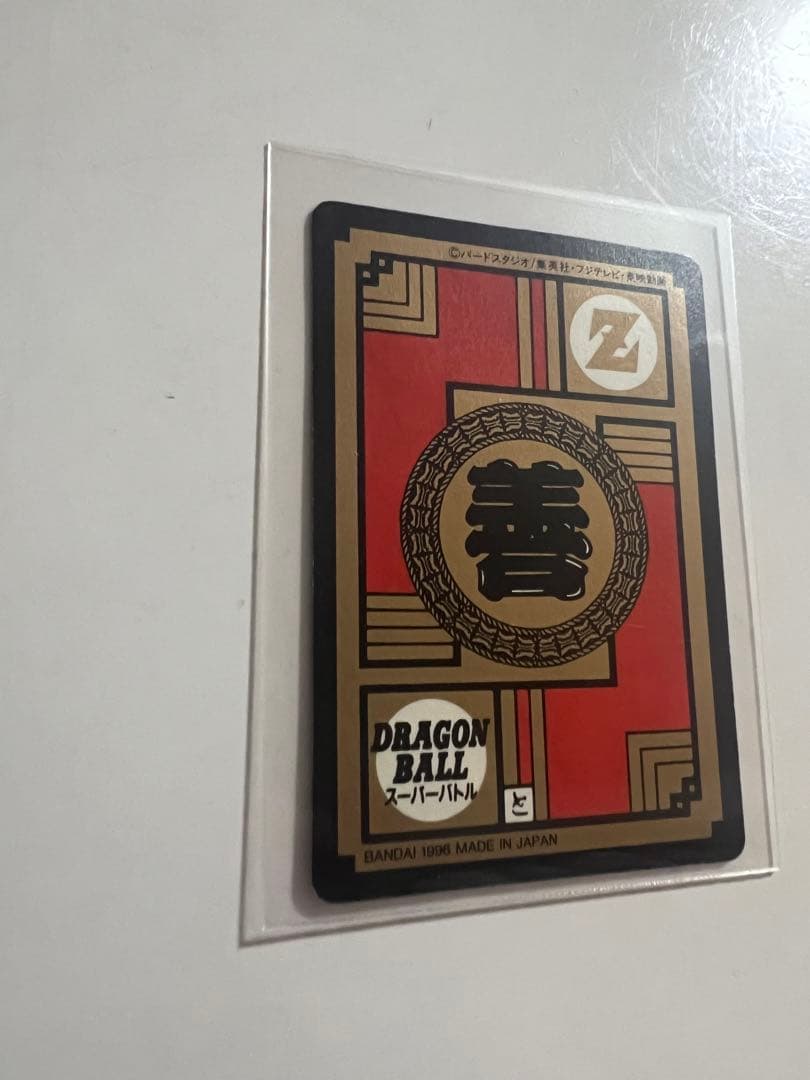 ©バードスタジオ/集英社・フジテレビ・東映動画
Z
善
DRAGON
BALL
スーパーバトル
と
BANDAI 1996 MADE IN JAPAN